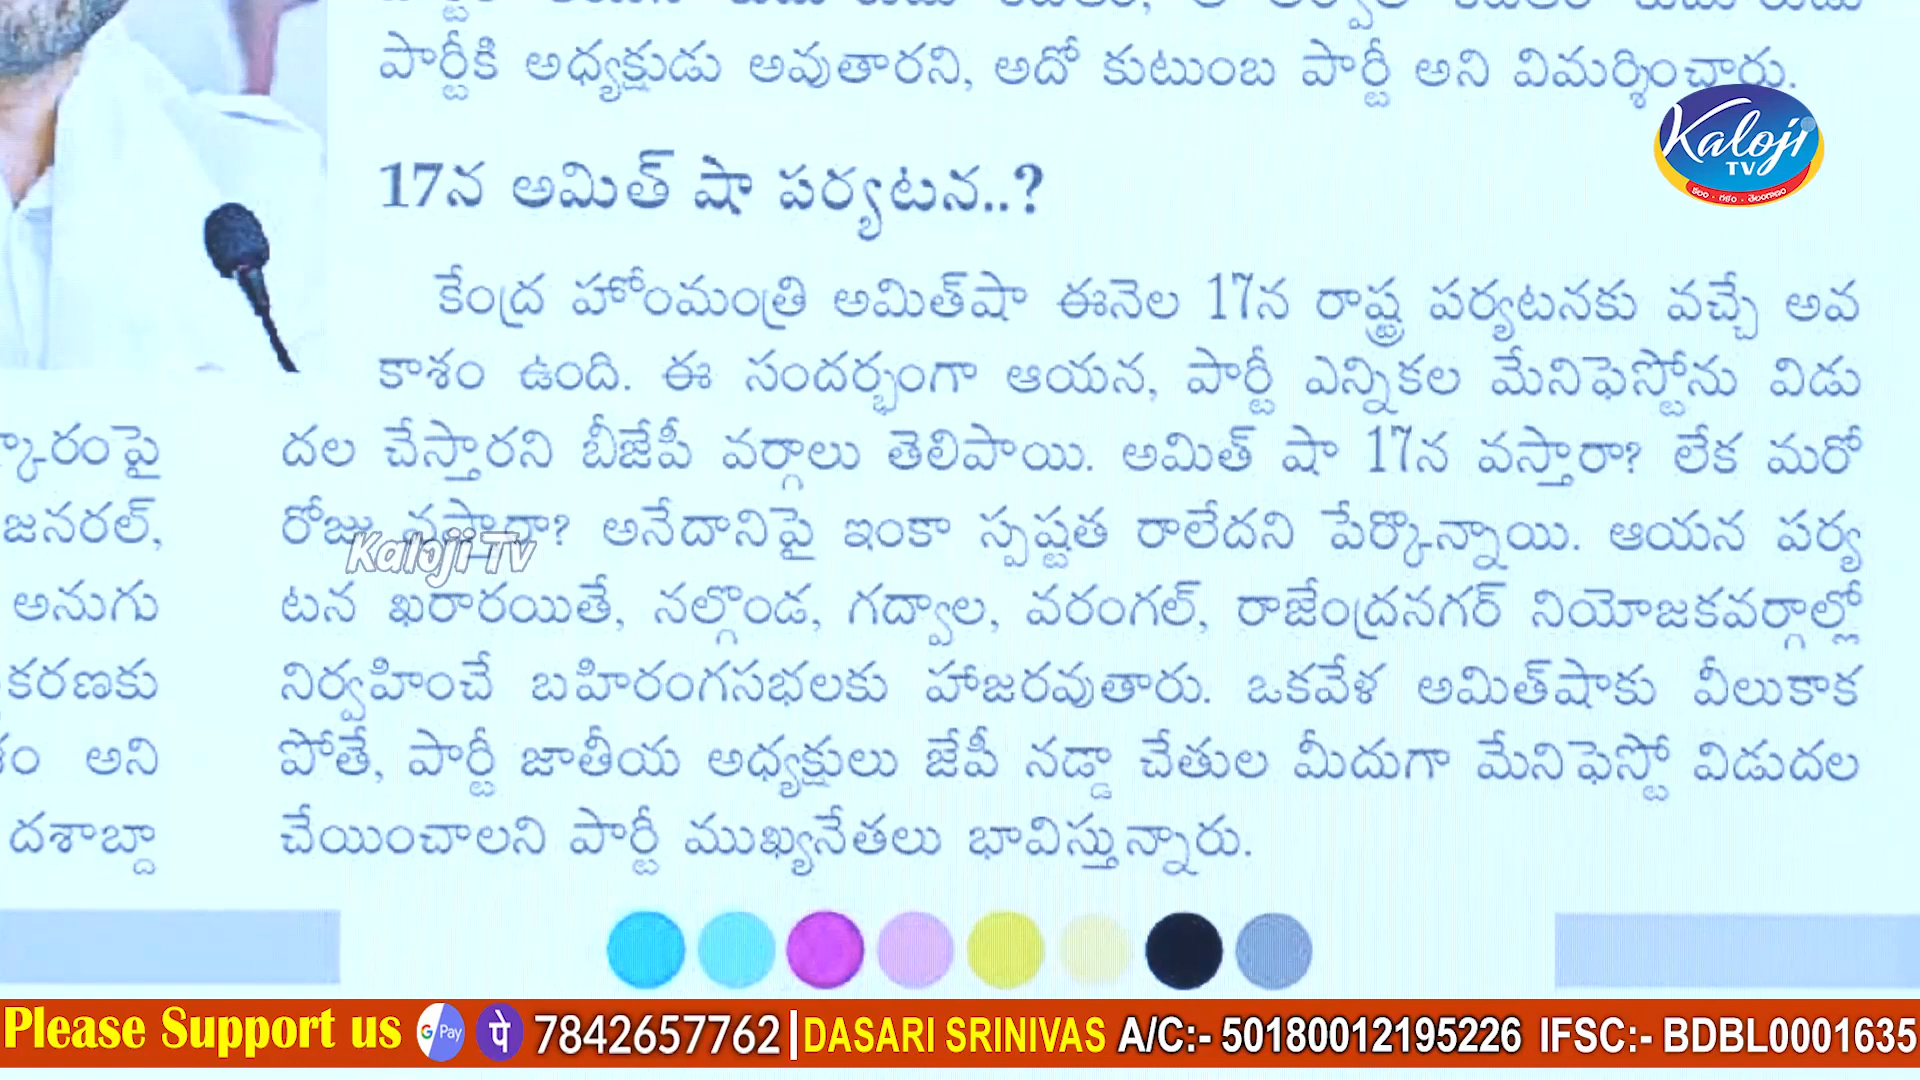 పార్టీకి అధ్యక్షుడు అవుతారని, అదో కుటుంబ పార్టీ అని విమర్శించారు.
Kaloji
TV
17న అమిత్ షా పర్యటన..?
కేంద్ర హోంమంత్రి అమిత్‌షా ఈనెల 17న రాష్ట్ర పర్యటనకు వచ్చే అవ
కాశం ఉంది. ఈ సందర్భంగా ఆయన, పార్టీ ఎన్నికల మేనిఫెస్టోను విడు
దల చేస్తారని బీజేపీ వర్గాలు తెలిపాయి. అమిత్ షా 17న వస్తారా? లేక మరో
రోజు వస్తారా? అనేదానిపై ఇంకా స్పష్టత రాలేదని పేర్కొన్నాయి. ఆయన పర్య
Kaloji Tv
టన ఖరారయితే, నల్గొండ, గద్వాల, వరంగల్, రాజేంద్రనగర్ నియోజకవర్గాల్లో
నిర్వహించే బహిరంగసభలకు హాజరవుతారు. ఒకవేళ అమిత్‌షాకు వీలుకాక
పోతే, పార్టీ జాతీయ అధ్యక్షులు జేపీ నడ్డా చేతుల మీదుగా మేనిఫెస్టో విడుదల
చేయించాలని పార్టీ ముఖ్యనేతలు భావిస్తున్నారు.
జనరల్,
అనుగు
కరణకు
అని
దశాబ్దా
Please Support us G Pay पे 7842657762 | DASARI SRINIVAS A/C:- 50180012195226 IFSC:- BDBL0001635